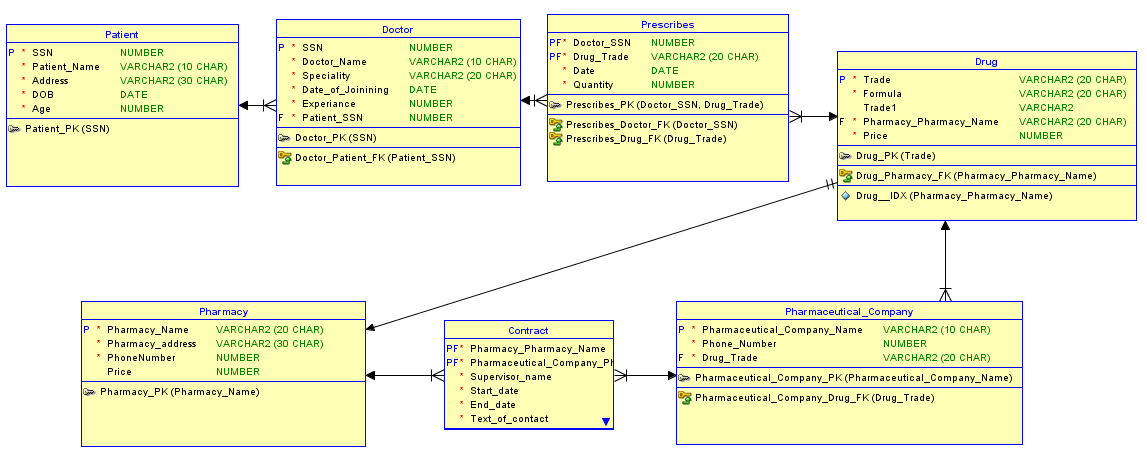 Patient
P * SSN NUMBER
* Patient_Name VARCHAR2 (10 CHAR)
* Address VARCHAR2 (30 CHAR)
* DOB DATE
* Age NUMBER
Patient_PK (SSN)
Doctor
P * SSN NUMBER
* Doctor_Name VARCHAR2 (10 CHAR)
* Speciality VARCHAR2 (20 CHAR)
* Date_of_Joinining DATE
* Experiance NUMBER
F * Patient_SSN NUMBER
Doctor_PK (SSN)
Doctor_Patient_FK (Patient_SSN)
Prescribes
PF* Doctor_SSN NUMBER
PF* Drug_Trade VARCHAR2 (20 CHAR)
* Date DATE
* Quantity NUMBER
Prescribes_PK (Doctor_SSN, Drug_Trade)
Prescribes_Doctor_FK (Doctor_SSN)
Prescribes_Drug_FK (Drug_Trade)
Drug
P * Trade VARCHAR2 (20 CHAR)
* Formula VARCHAR2 (20 CHAR)
Trade1 VARCHAR2
F * Pharmacy_Pharmacy_Name VARCHAR2 (20 CHAR)
* Price NUMBER
Drug_PK (Trade)
Drug_Pharmacy_FK (Pharmacy_Pharmacy_Name)
Drug__IDX (Pharmacy_Pharmacy_Name)
Pharmacy
P * Pharmacy_Name VARCHAR2 (20 CHAR)
* Pharmacy_address VARCHAR2 (30 CHAR)
* PhoneNumber NUMBER
Price NUMBER
Pharmacy_PK (Pharmacy_Name)
Contract
PF* Pharmacy_Pharmacy_Name
PF* Pharmaceutical_Company_Ph
* Supervisor_name
* Start_date
* End_date
* Text_of_contact
Pharmaceutical_Company
P * Pharmaceutical_Company_Name VARCHAR2 (10 CHAR)
* Phone_Number NUMBER
F * Drug_Trade VARCHAR2 (20 CHAR)
Pharmaceutical_Company_PK (Pharmaceutical_Company_Name)
Pharmaceutical_Company_Drug_FK (Drug_Trade)